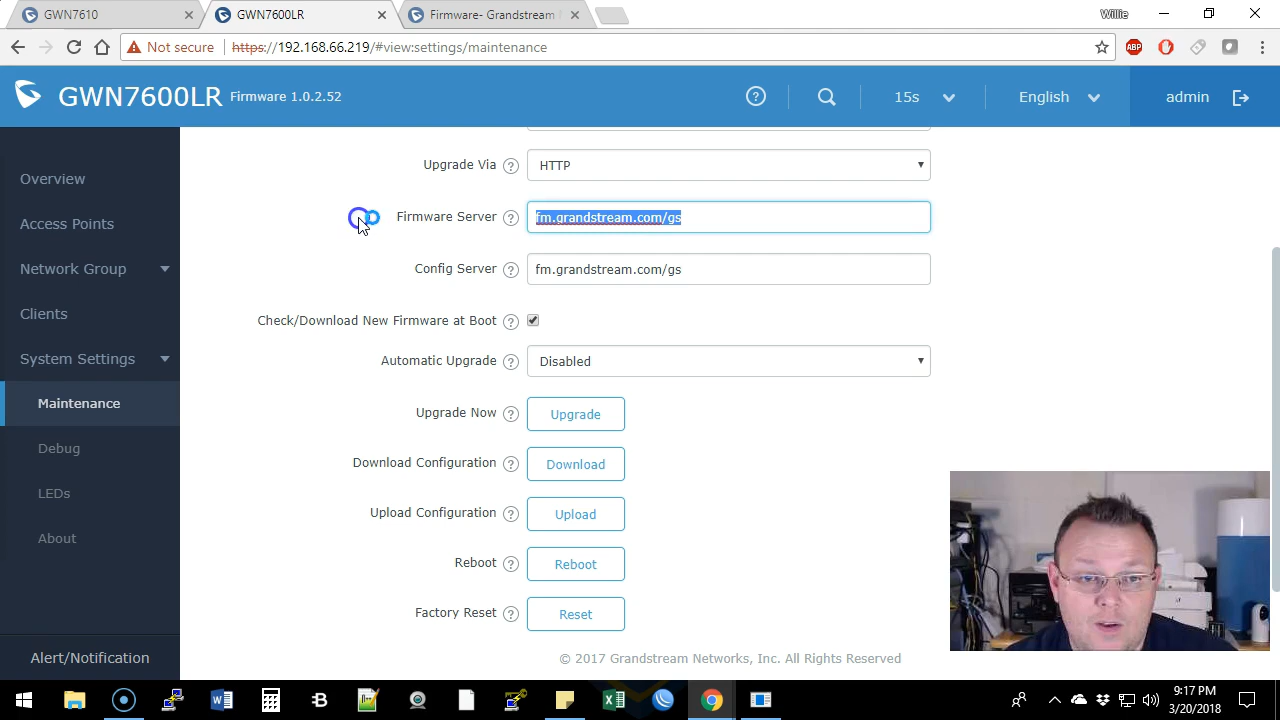 GWN7610
GWN7600LR
Firmware- Grandstream
Willie
Not secure
https://192.168.66.219/#view:settings/maintenance
ABP
GWN7600LR
Firmware 1.0.2.52
15s
English
admin
Overview
Access Points
Network Group
Clients
System Settings
Maintenance
Debug
LEDs
About
Alert/Notification
Upgrade Via ? HTTP
Firmware Server ? fm.grandstream.com/gs
Config Server ? fm.grandstream.com/gs
Check/Download New Firmware at Boot ?
Automatic Upgrade ? Disabled
Upgrade Now ? Upgrade
Download Configuration ? Download
Upload Configuration ? Upload
Reboot ? Reboot
Factory Reset ? Reset
© 2017 Grandstream Networks, Inc. All Rights Reserved
9:17 PM
3/20/2018